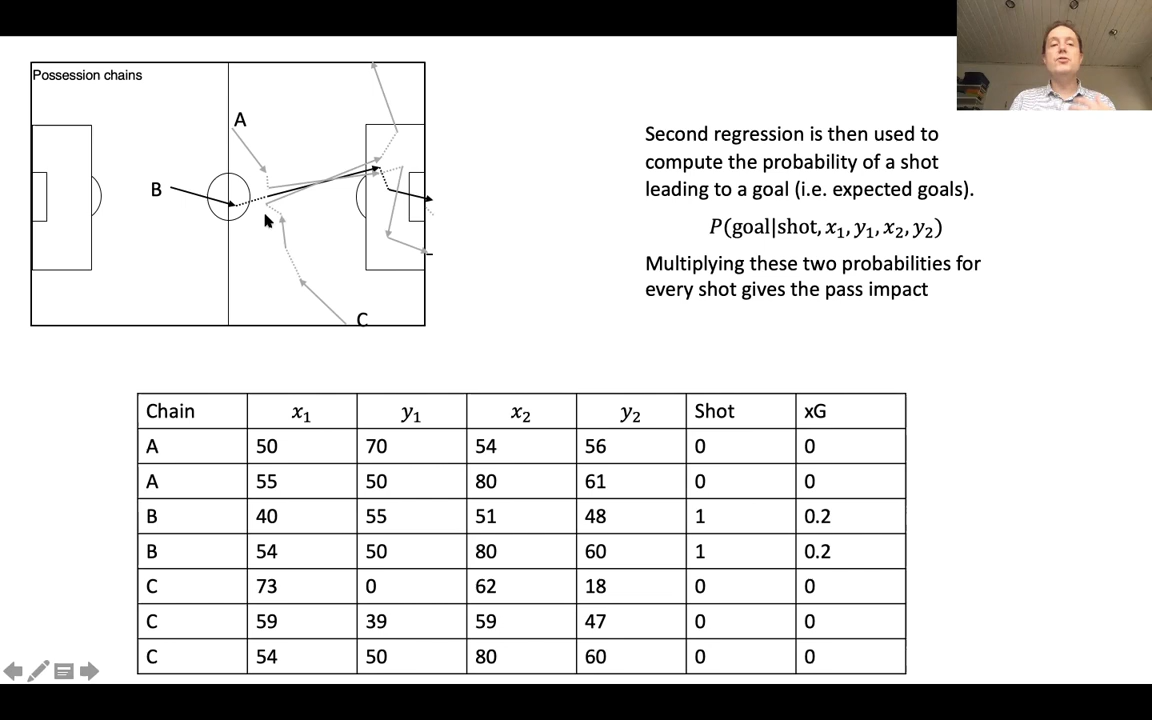 Possession chains
A
B
C
Second regression is then used to
compute the probability of a shot
leading to a goal (i.e. expected goals).
P(goal|shot, x₁, y₁, x₂, y₂)
Multiplying these two probabilities for
every shot gives the pass impact
Chain x₁ y₁ x₂ y₂ Shot xG
A 50 70 54 56 0 0
A 55 50 80 61 0 0
B 40 55 51 48 1 0.2
B 54 50 80 60 1 0.2
C 73 0 62 18 0 0
C 59 39 59 47 0 0
C 54 50 80 60 0 0